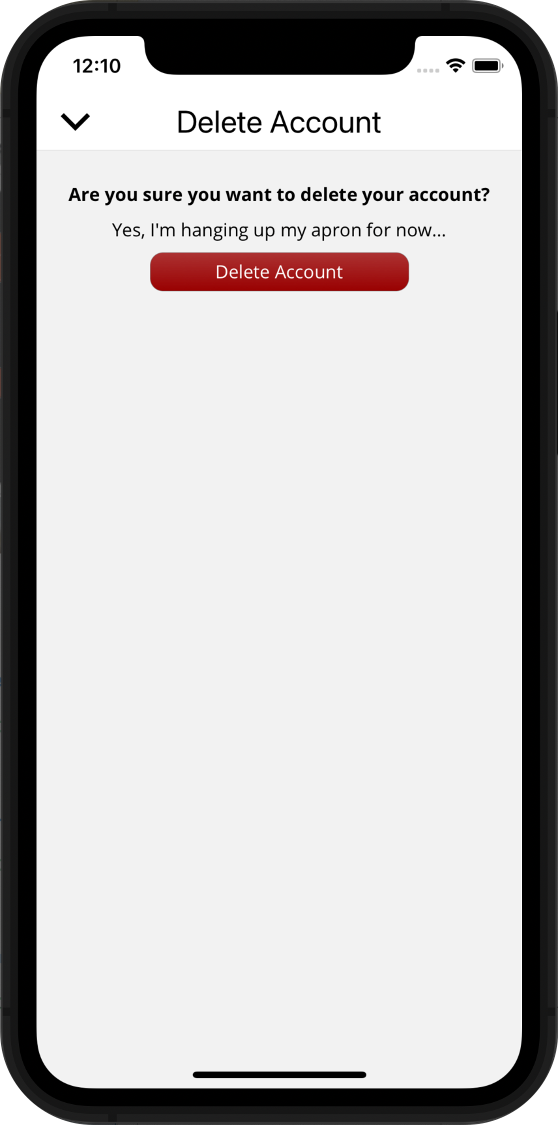 12:10
Delete Account
Are you sure you want to delete your account?
Yes, I'm hanging up my apron for now...
Delete Account